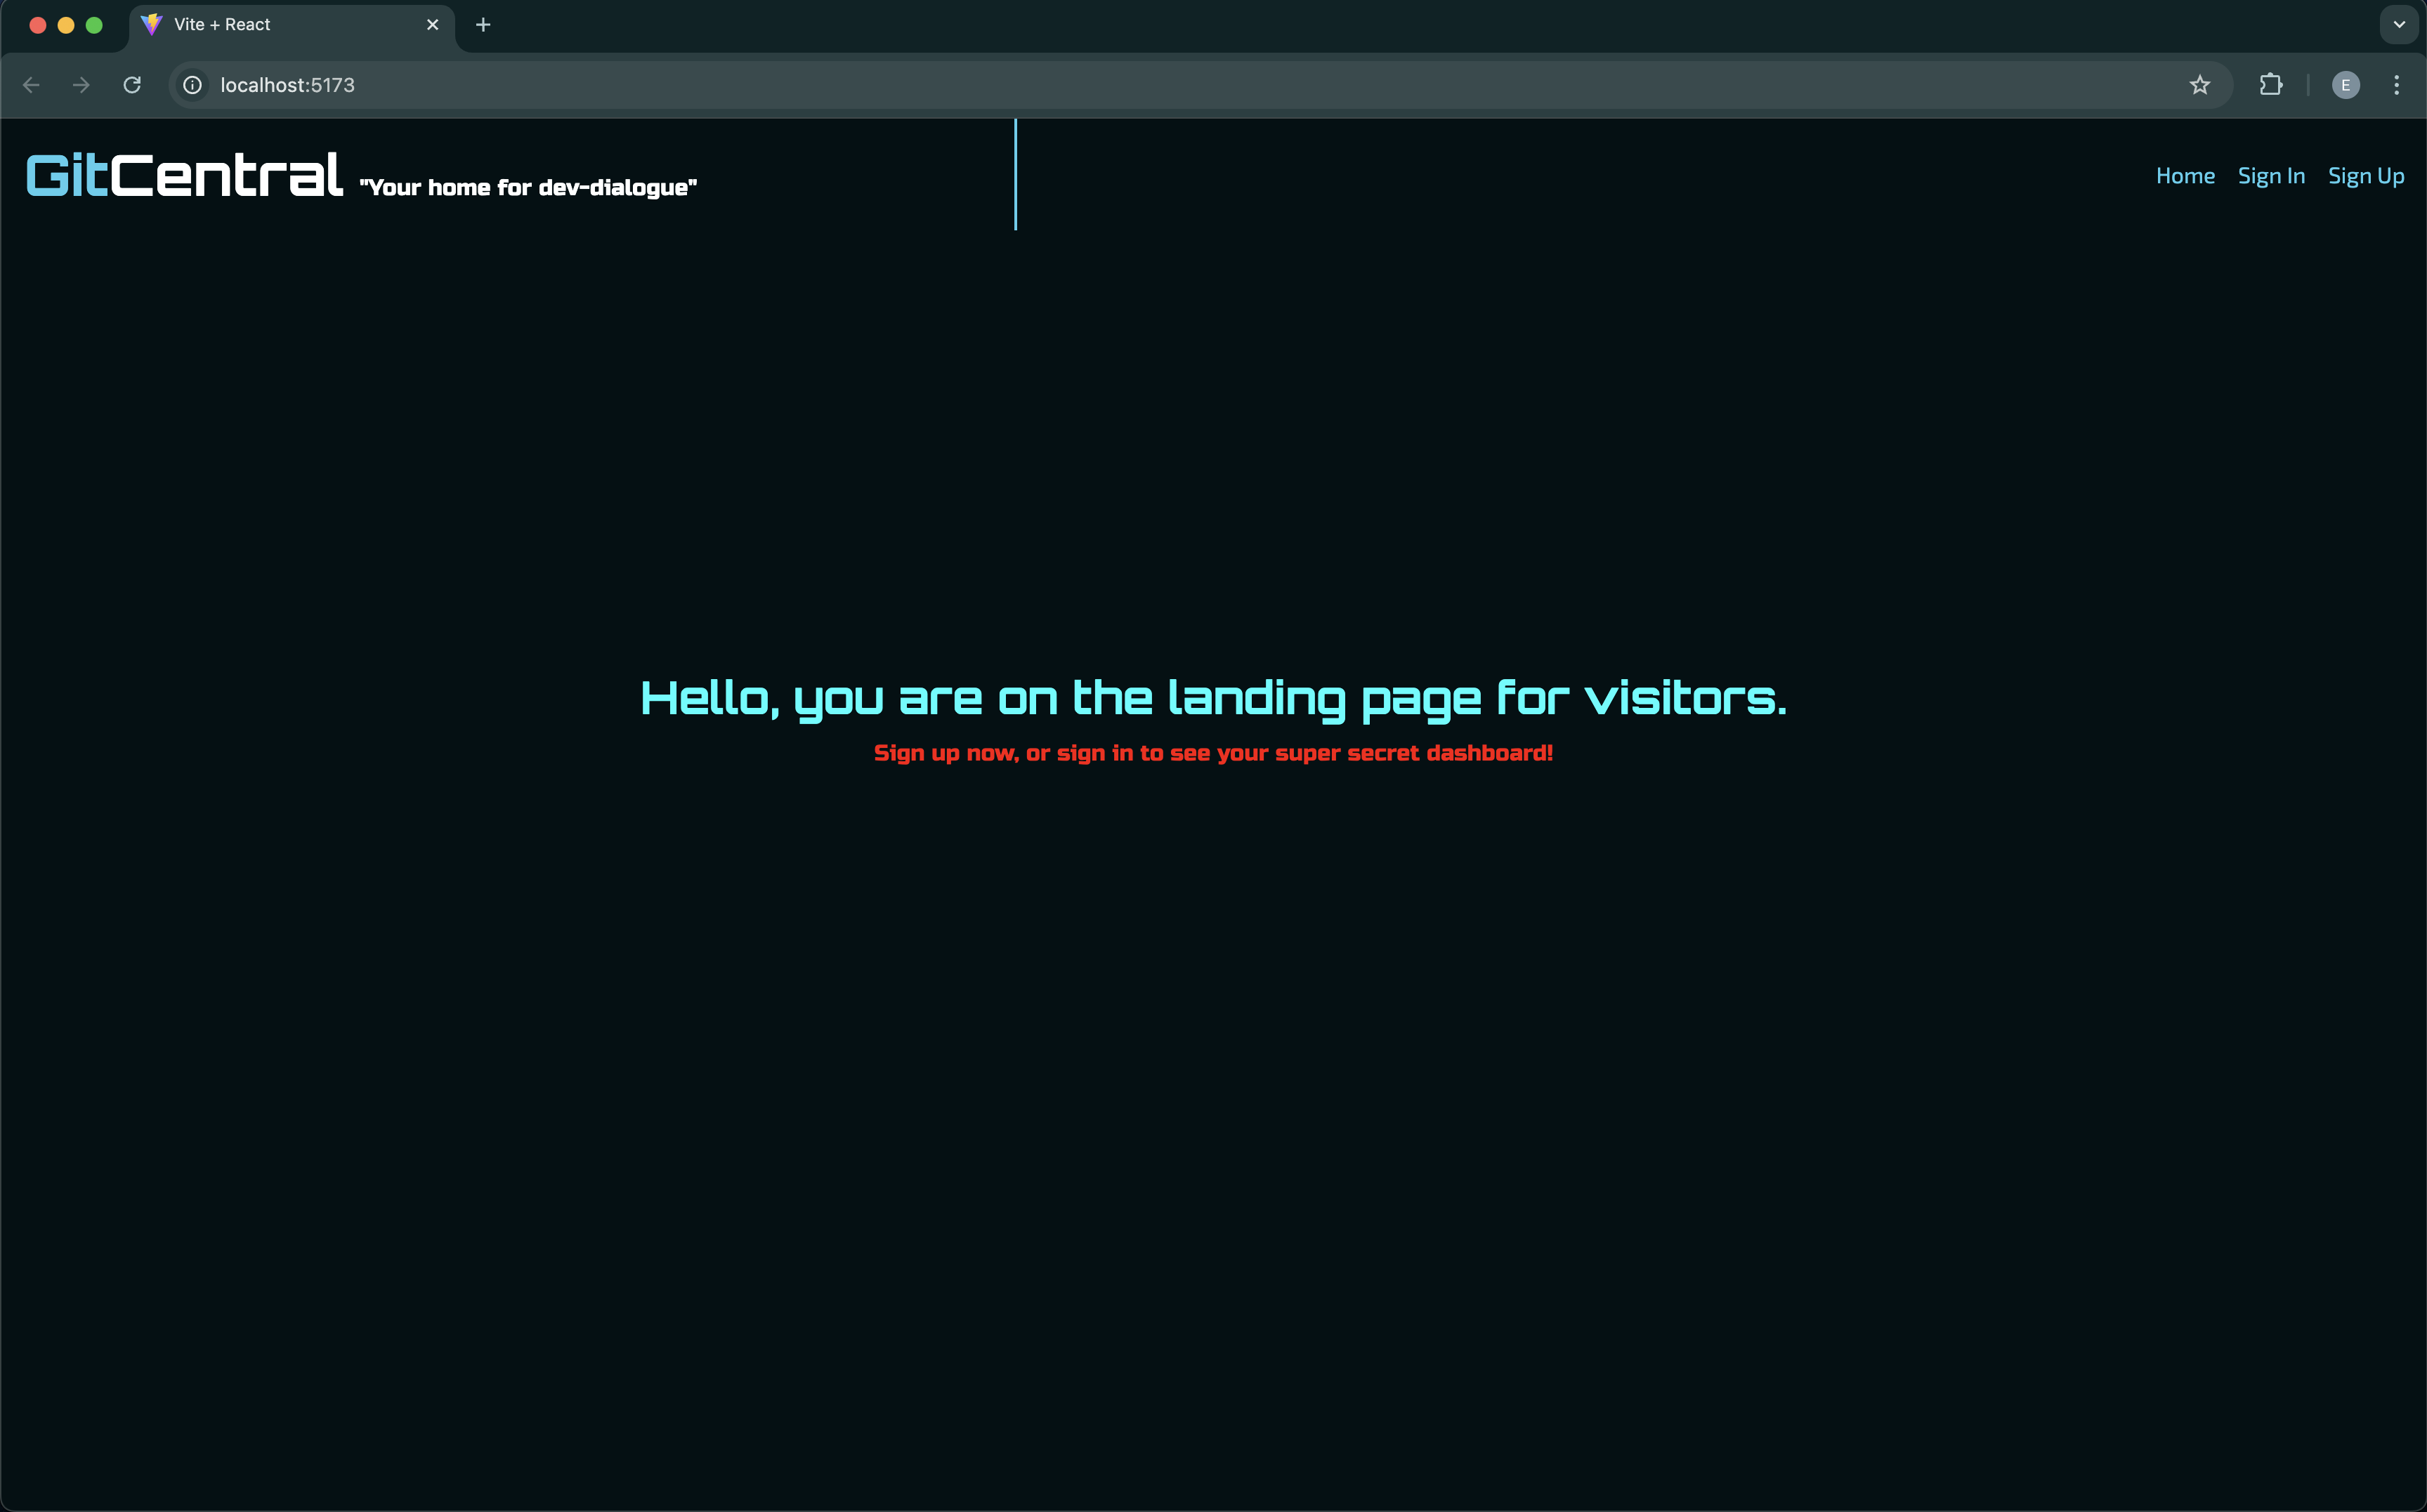 Vite + React
localhost:5173
E
GitCentral "Your home for dev-dialogue"
Home Sign In Sign Up
Hello, you are on the landing page for visitors.
Sign up now, or sign in to see your super secret dashboard!